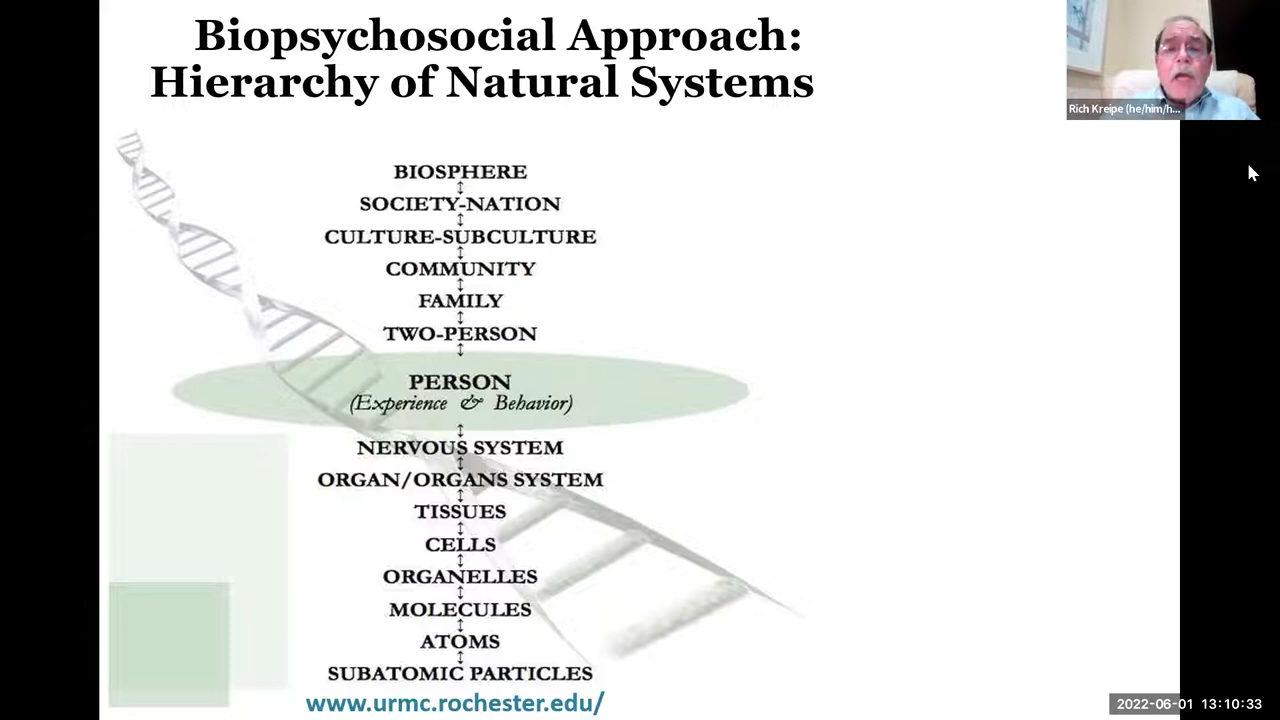 Biopsychosocial Approach:
Hierarchy of Natural Systems
Rich Kreipe (he/him/h...
BIOSPHERE
SOCIETY-NATION
CULTURE-SUBCULTURE
COMMUNITY
FAMILY
TWO-PERSON
PERSON
(Experience & Behavior)
NERVOUS SYSTEM
ORGAN/ORGANS SYSTEM
TISSUES
CELLS
ORGANELLES
MOLECULES
ATOMS
SUBATOMIC PARTICLES
www.urmc.rochester.edu/
2022-06-01 13:10:33